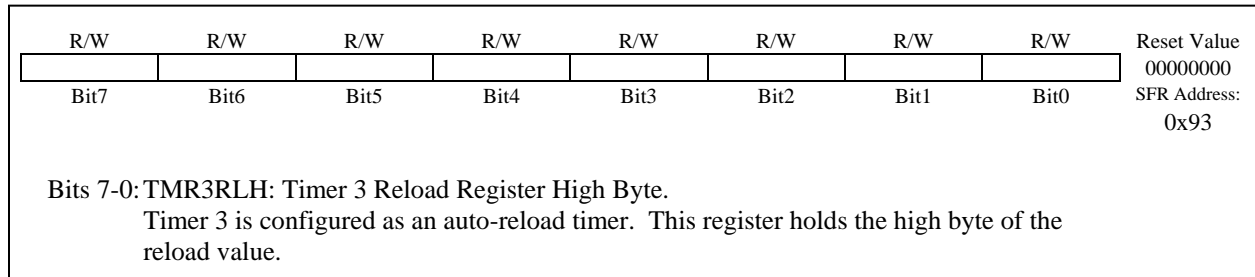 R/W R/W R/W R/W R/W R/W R/W R/W Reset Value
00000000
Bit7 Bit6 Bit5 Bit4 Bit3 Bit2 Bit1 Bit0 SFR Address:
0x93
Bits 7-0: TMR3RLH: Timer 3 Reload Register High Byte.
Timer 3 is configured as an auto-reload timer. This register holds the high byte of the
reload value.